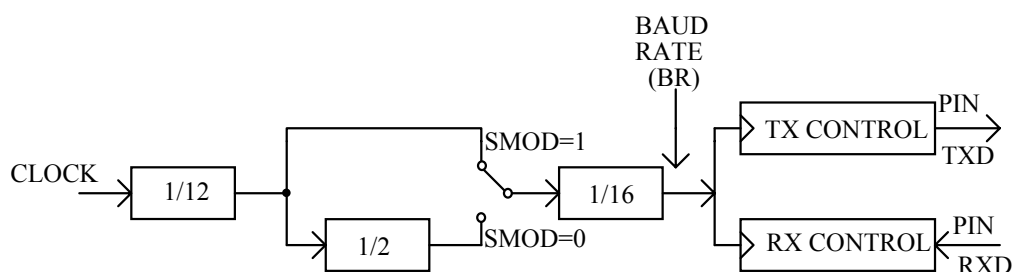 BAUD
RATE
(BR)
PIN
TX CONTROL
TXD
SMOD=1
CLOCK
1/12
1/16
1/2
SMOD=0
PIN
RX CONTROL
RXD